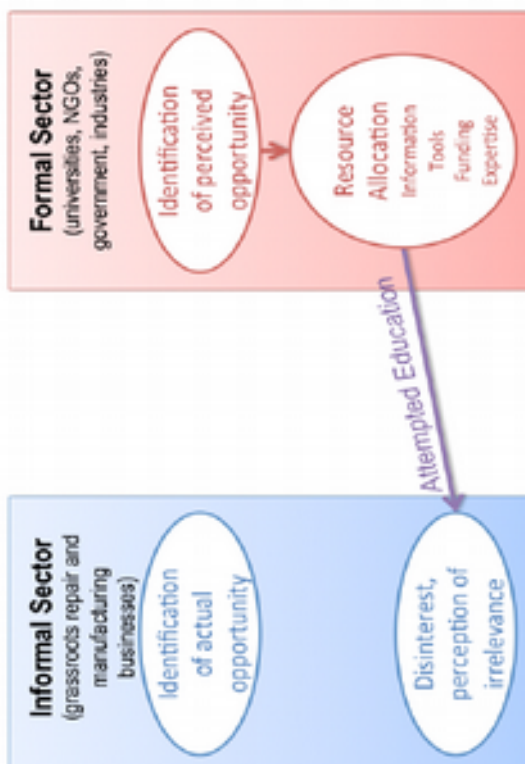 Informal Sector
(grassroots repair and
manufacturing
businesses)
Identification
of actual
opportunity
Disinterest,
perception of
irrelevance
Attempted Education
Formal Sector
(universities, NGOs,
government, industries)
Identification
of perceived
opportunity
Resource
Allocation
Information
Tools
Funding
Expertise